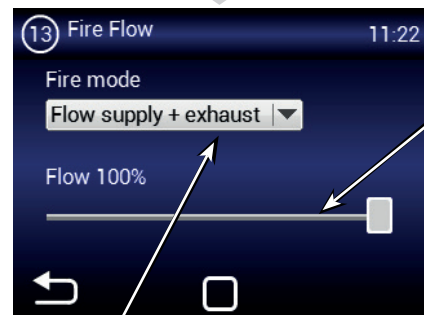 13 Fire Flow 11:22
Fire mode
Flow supply + exhaust
Flow 100%